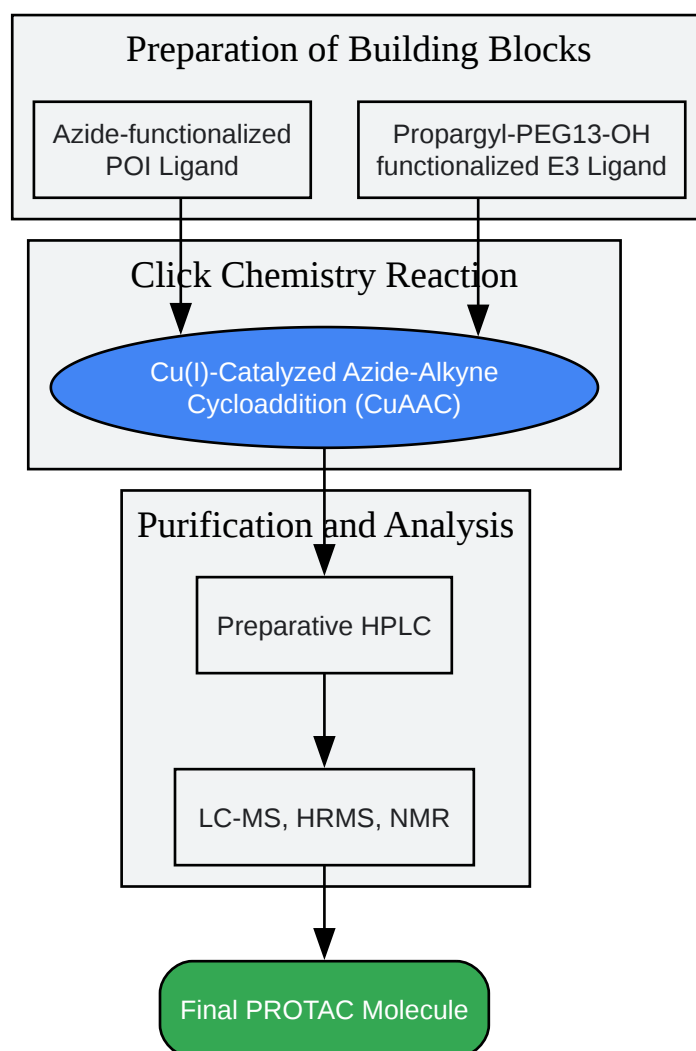 Preparation of Building Blocks
Azide-functionalized
POI Ligand
Propargyl-PEG13-OH
functionalized E3 Ligand
Click Chemistry Reaction
Cu(I)-Catalyzed Azide-Alkyne
Cycloaddition (CuAAC)
Purification and Analysis
Preparative HPLC
LC-MS, HRMS, NMR
Final PROTAC Molecule